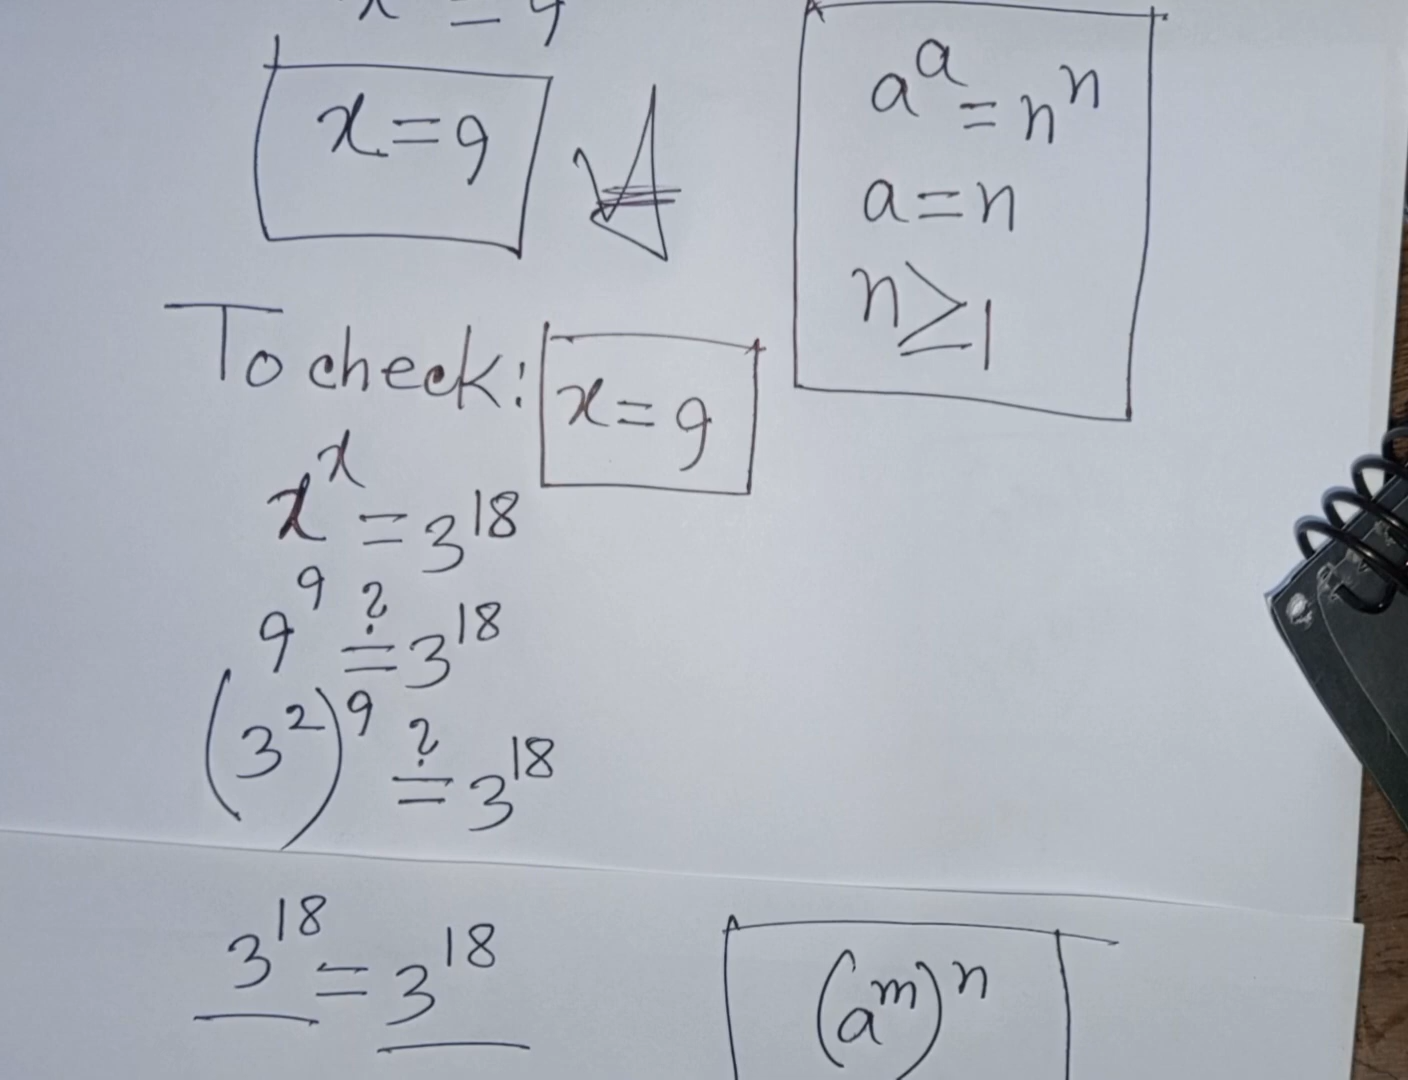 x = 9
x = 9
a^a = n^n
a = n
n ≥ 1
To check: x = 9
x^x = 3^18
9^9 ≟ 3^18
(3^2)^9 ≟ 3^18
3^18 = 3^18
(a^m)^n